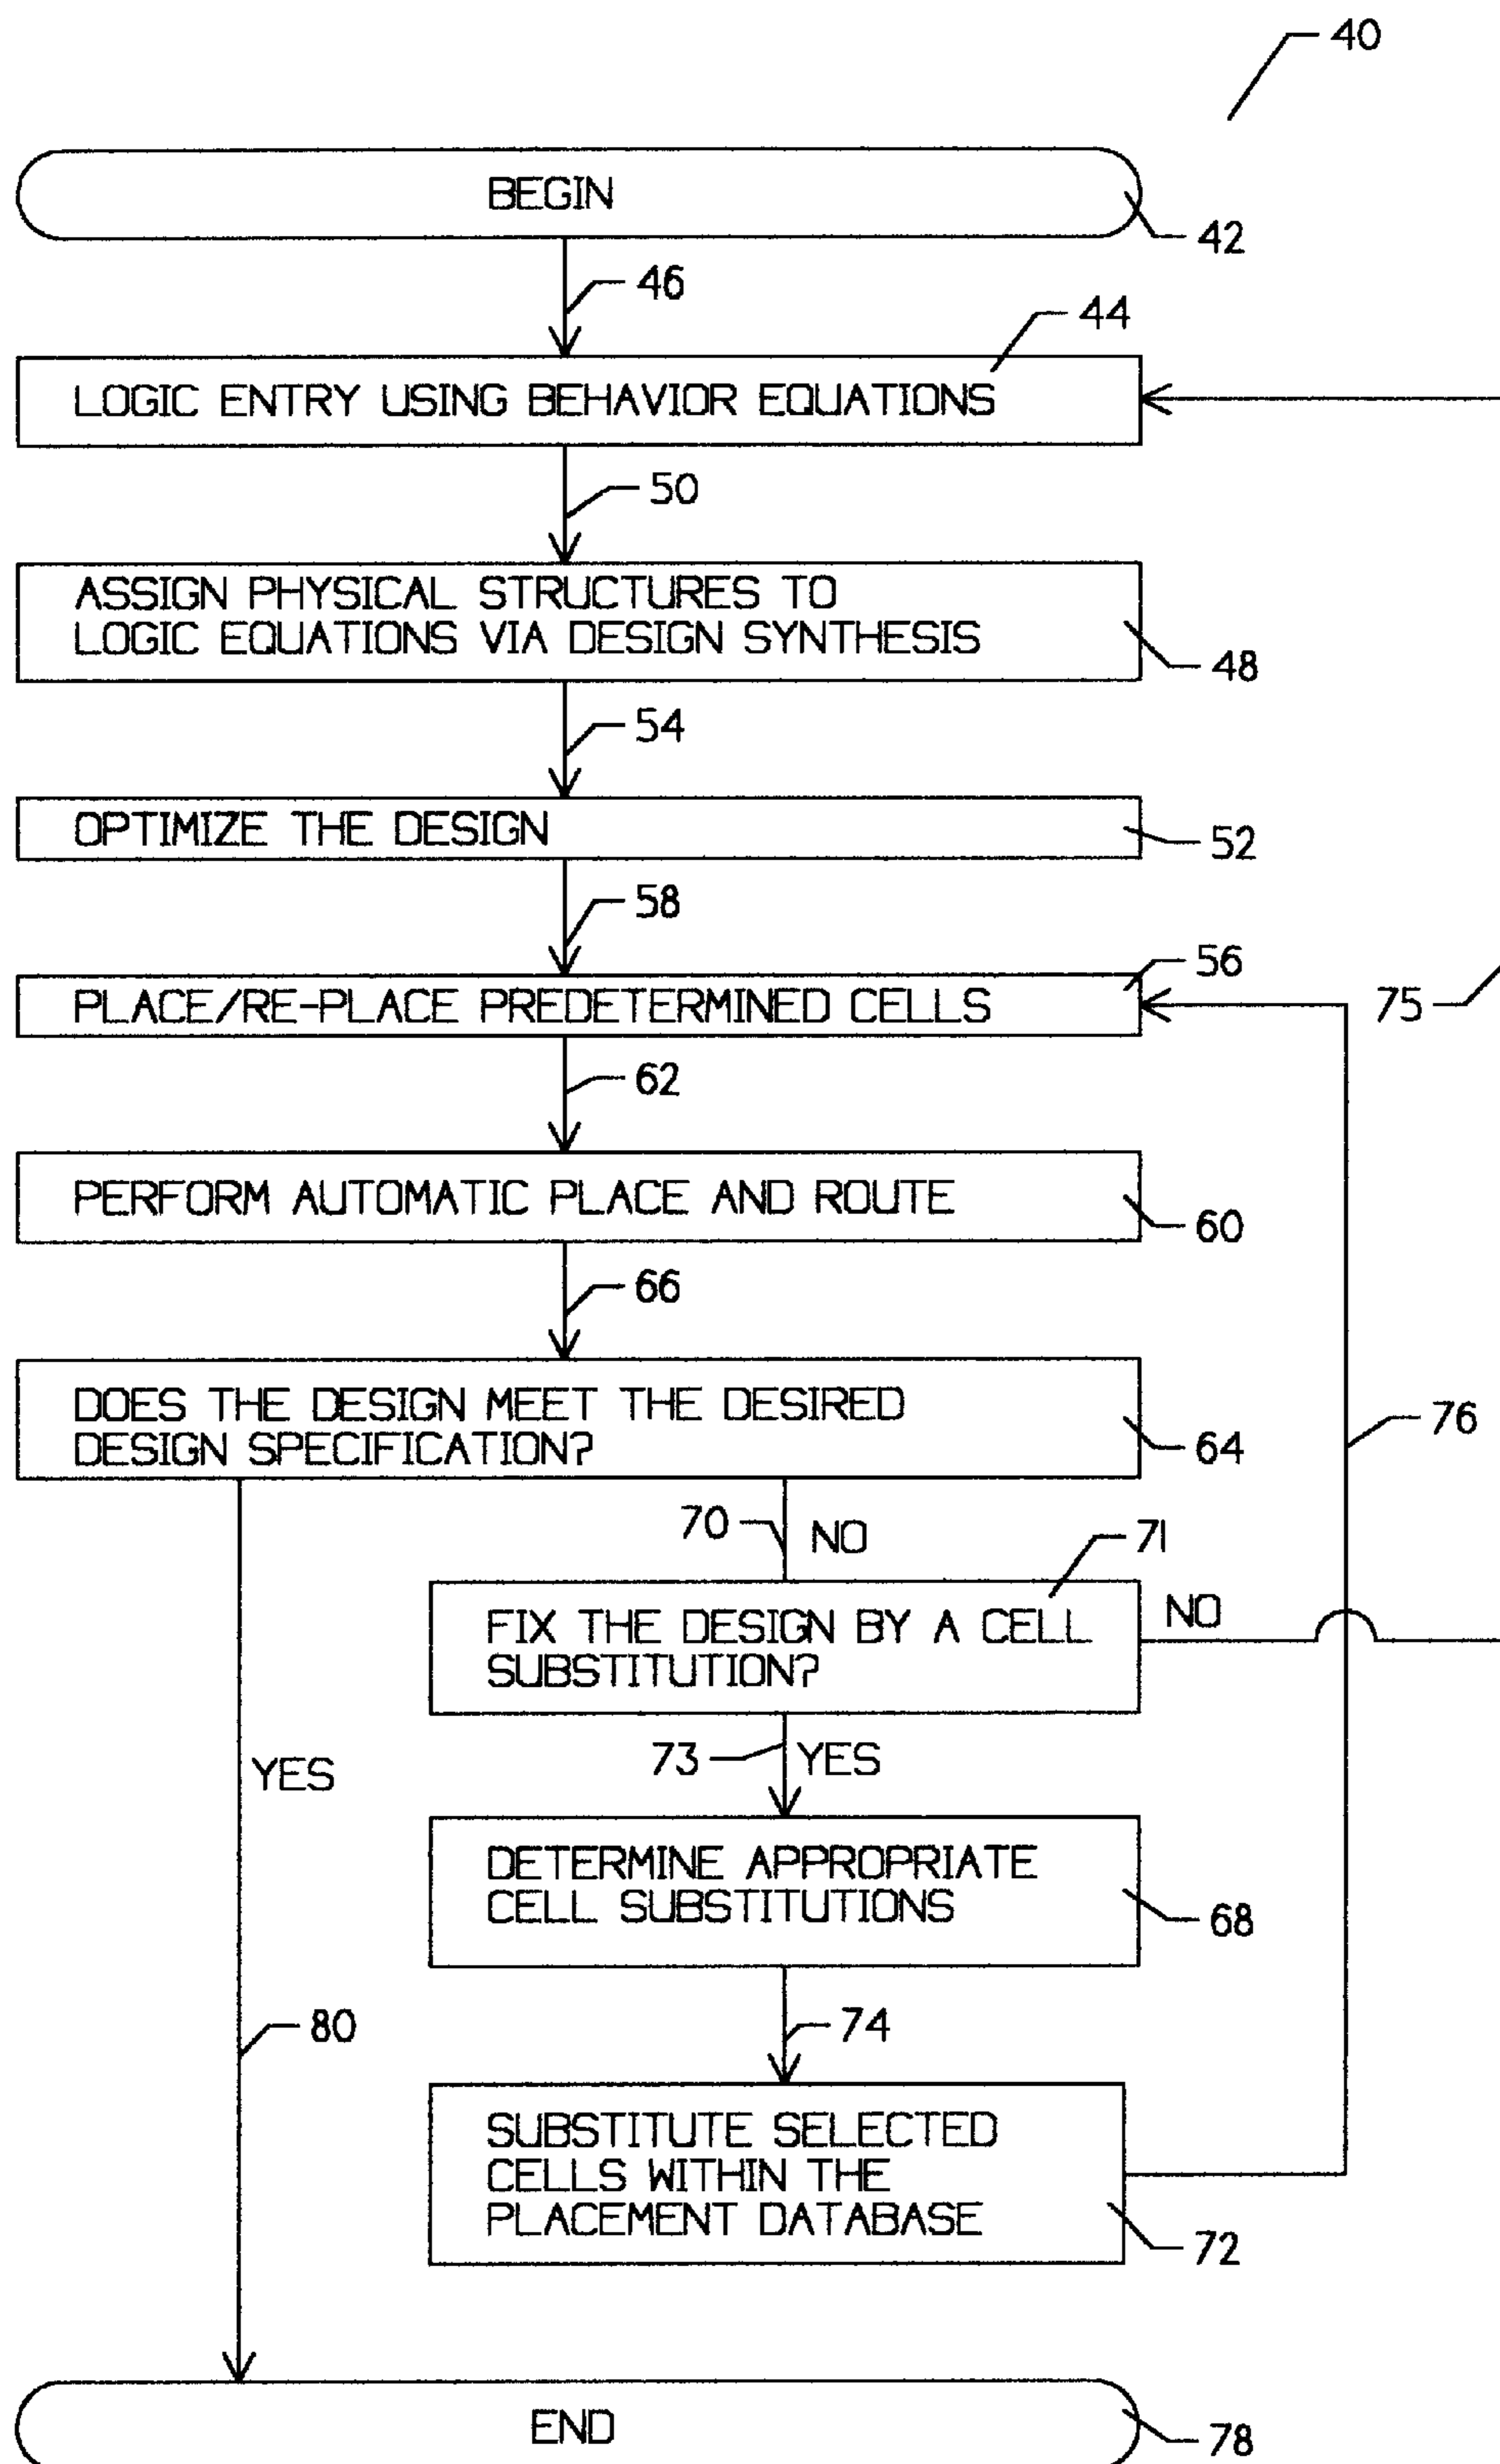 40
BEGIN
42
46
44
LOGIC ENTRY USING BEHAVIOR EQUATIONS
50
ASSIGN PHYSICAL STRUCTURES TO
LOGIC EQUATIONS VIA DESIGN SYNTHESIS
48
54
OPTIMIZE THE DESIGN
52
58
56
PLACE/RE-PLACE PREDETERMINED CELLS
75
62
PERFORM AUTOMATIC PLACE AND ROUTE
60
66
DOES THE DESIGN MEET THE DESIRED
DESIGN SPECIFICATION?
64
76
70
NO
71
FIX THE DESIGN BY A CELL
SUBSTITUTION?
NO
73
YES
YES
DETERMINE APPROPRIATE
CELL SUBSTITUTIONS
68
80
74
SUBSTITUTE SELECTED
CELLS WITHIN THE
PLACEMENT DATABASE
72
END
78